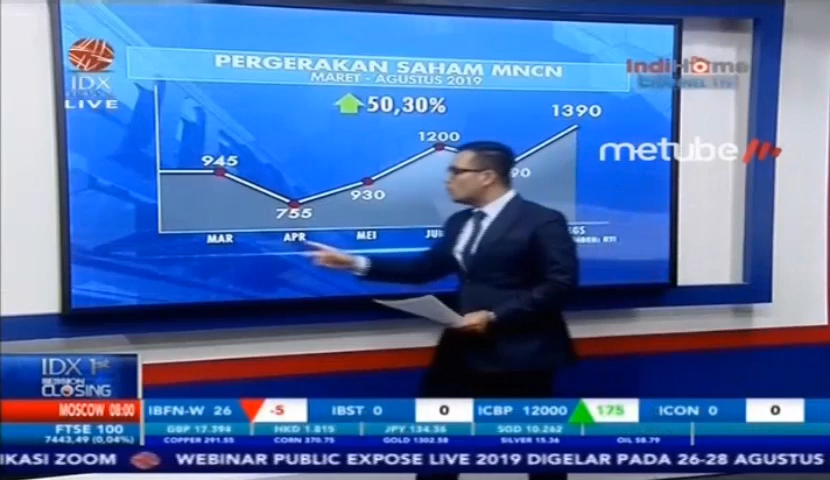 PERGERAKAN SAHAM MNCN
MARET - AGUSTUS 2019
IDX
LIVE
IndiHome
50,30%
1390
1200
metube
945
90
930
755
MAR
APR
MEI
IDX 1st
SESSION
CLOSING
MOSCOW 08:00
IBFN-W 26
-5
IBST 0
0
ICBP 12000
175
ICON 0
0
FTSE 100
GBP 17.394
HKD 1.815
JPY 134.36
SGD 10.262
7443,49(0,04%)
COPPER 291.55
CORN 370.75
GOLD 1302.58
SILVER 15.36
OIL 58.79
IKASI ZOOM
WEBINAR PUBLIC EXPOSE LIVE 2019 DIGELAR PADA 26-28 AGUSTUS